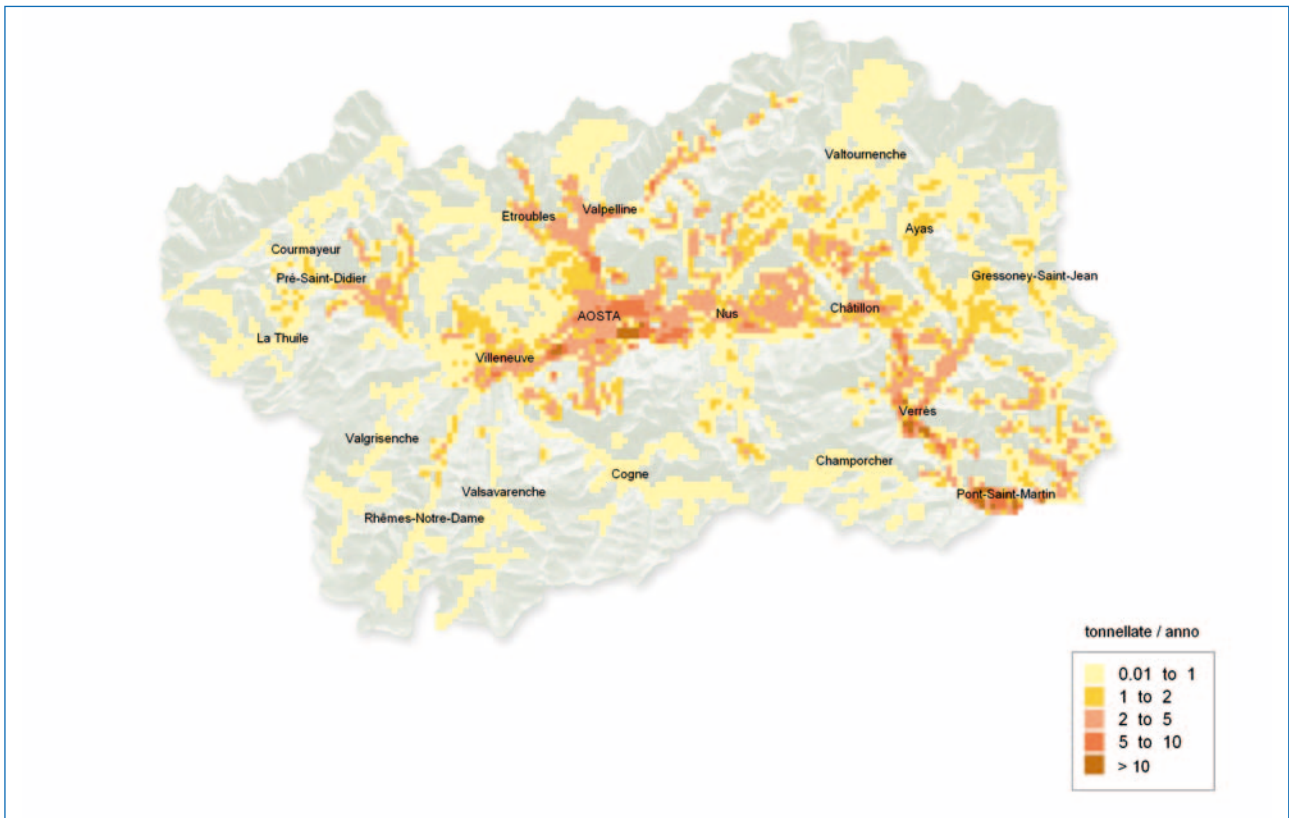 Valtournenche
Valpelline
Etroubles
Ayas
Courmayeur
Pré-Saint-Didier
Gressoney-Saint-Jean
AOSTA
Nus
Châtillon
La Thuile
Villeneuve
Verrès
Valgrisenche
Champorcher
Cogne
Valsavarenche
Pont-Saint-Martin
Rhêmes-Notre-Dame
tonnellate / anno
0.01 to 1
1 to 2
2 to 5
5 to 10
> 10